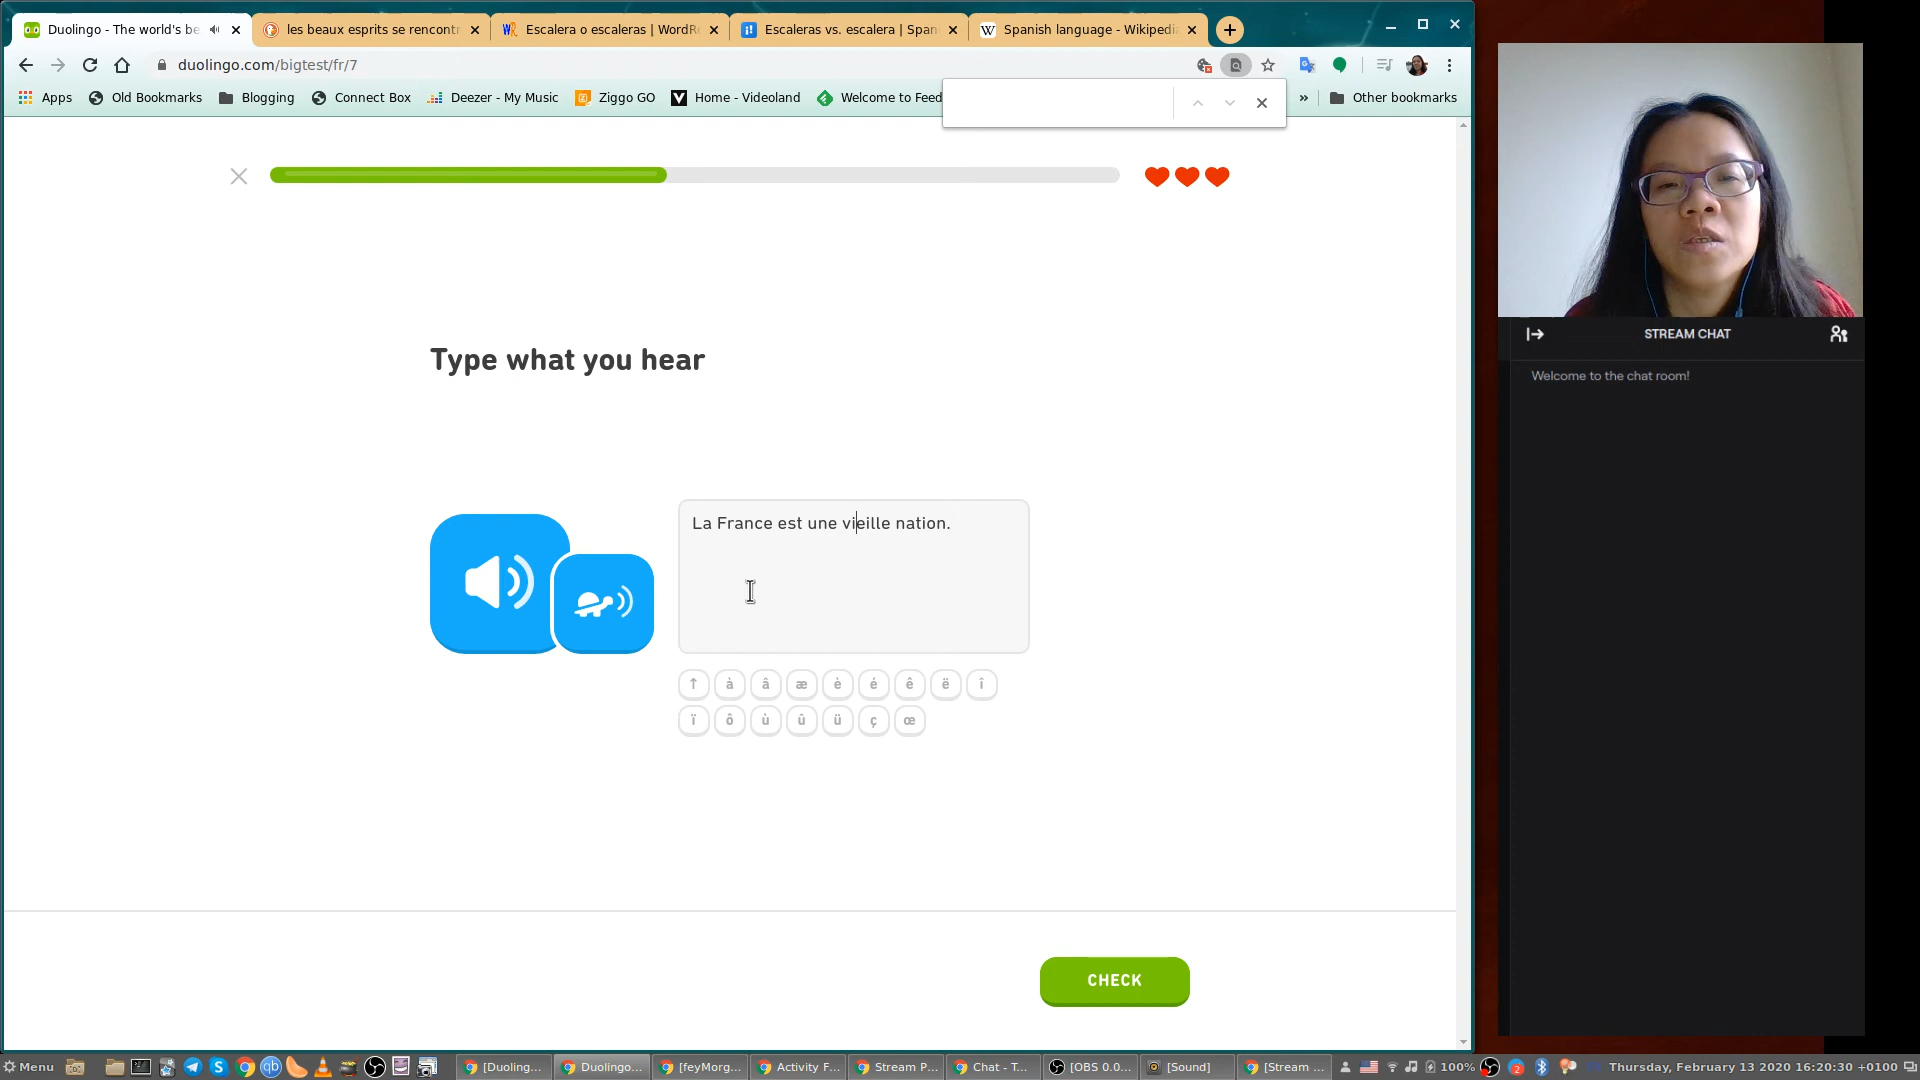 Duolingo - The world's be
les beaux esprits se rencontr
Escalera o escaleras | WordR
Escaleras vs. escalera | Span
Spanish language - Wikipedia
duolingo.com/bigtest/fr/7
Apps
Old Bookmarks
Blogging
Connect Box
Deezer - My Music
Ziggo GO
Home - Videoland
Welcome to Feed
»
Other bookmarks
Type what you hear
La France est une vieille nation.
↑ à â æ è é ê ë î
ï ô ù û ü ç œ
CHECK
STREAM CHAT
Welcome to the chat room!
Menu
[Duoling...
Duolingo...
[feyMorg...
Activity F...
Stream P...
Chat - T...
[OBS 0.0...
[Sound]
[Stream ...
100%
2
Thursday, February 13 2020 16:20:30 +0100